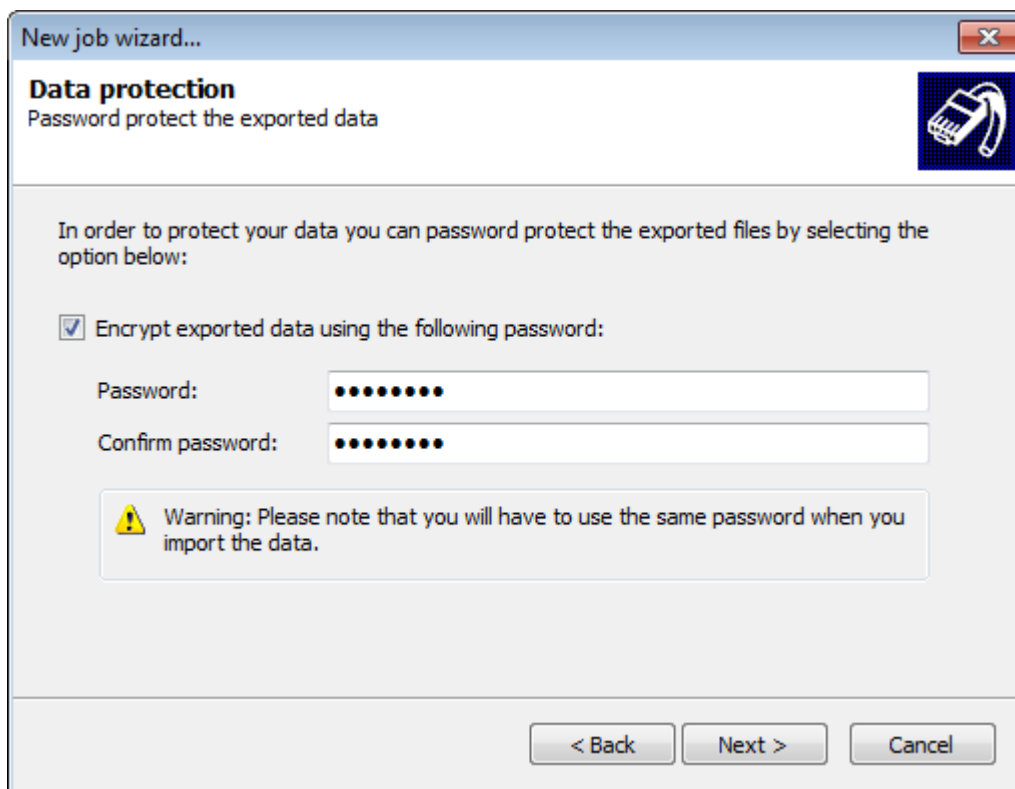 New job wizard...
Data protection
Password protect the exported data
In order to protect your data you can password protect the exported files by selecting the
option below:
Encrypt exported data using the following password:
Password: ••••••••
Confirm password: ••••••••
Warning: Please note that you will have to use the same password when you
import the data.
< Back Next > Cancel